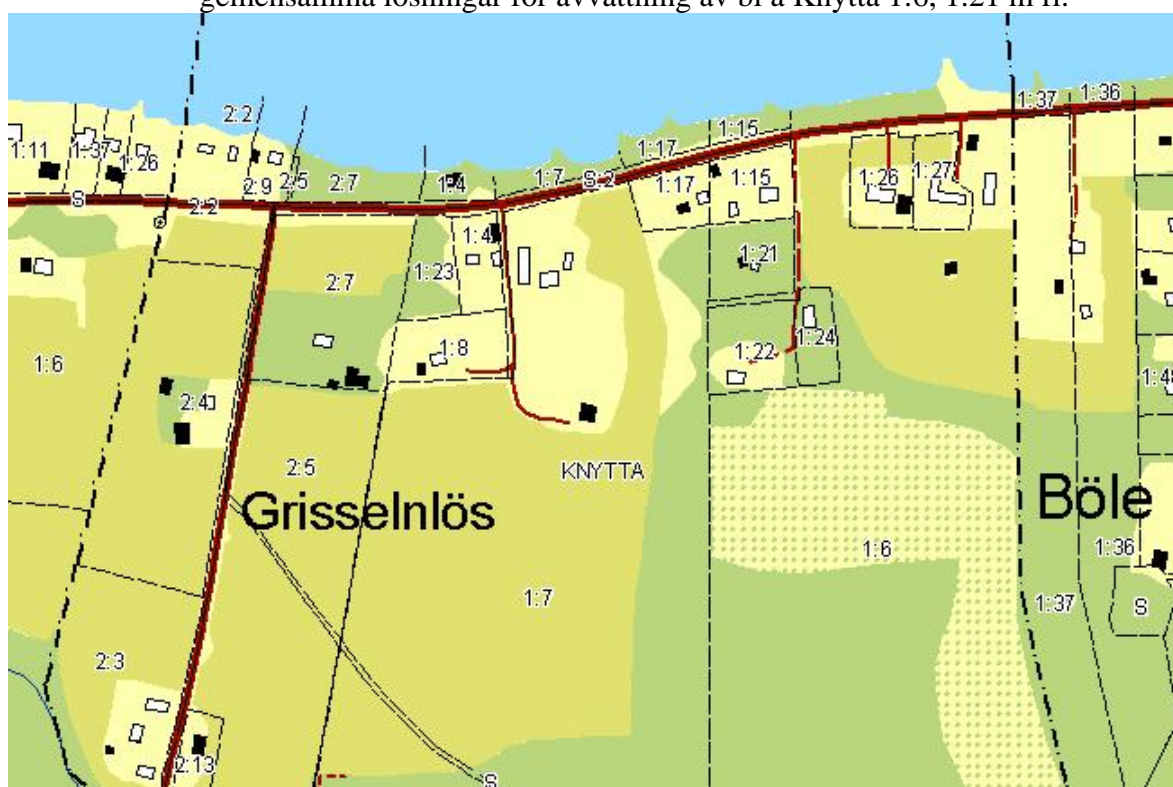 gemensamma lösningar för avvattning av bl a Knytta 1:6, 1:21 m fl.
1:37 1:36
2:2 1:15
1:11 1:37 1:26 1:17
2:9 2:5 2:7 1:4 1:7 S:2 1:17 1:15 1:26 1:27
S 2:2
1:4
2:7 1:23 1:21
1:6 1:8 1:22 1:24
2:4 1:48
2:5 KNYTTA
Grisselnlös Böle
1:6 1:36
1:7 1:37 S
2:3
2:13 S